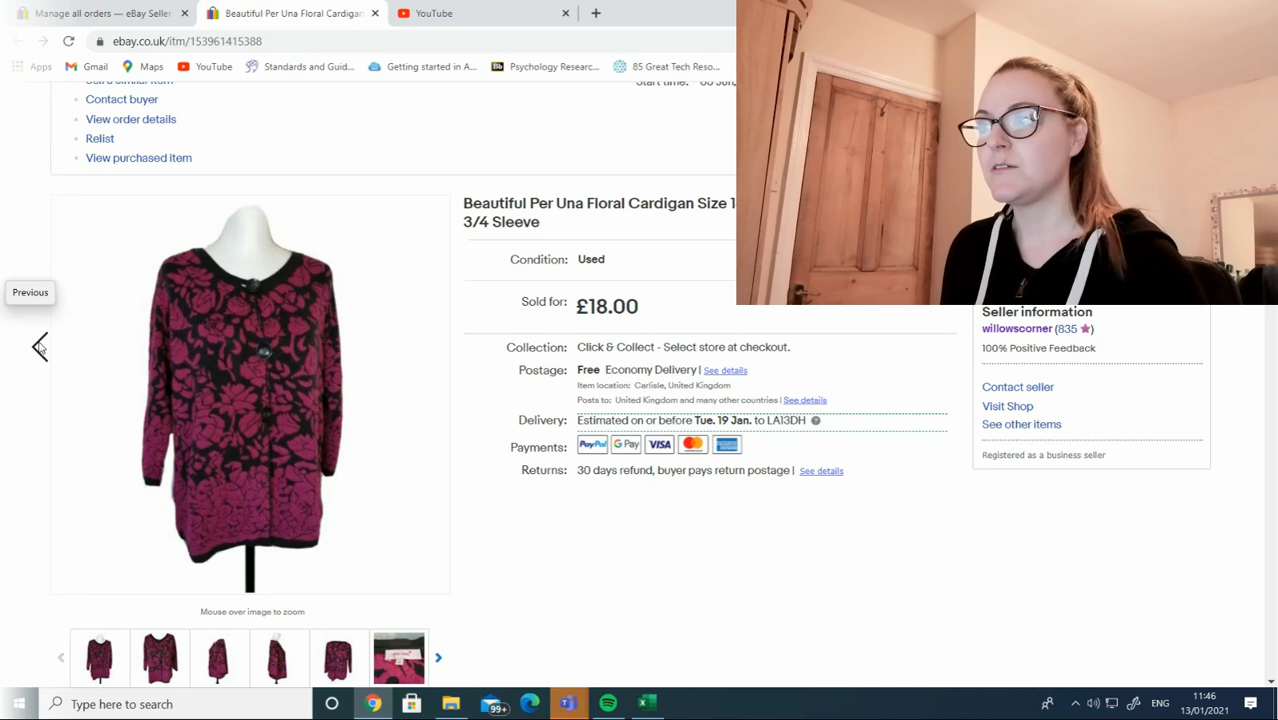 Manage all orders — eBay Seller
Beautiful Per Una Floral Cardigan
YouTube
ebay.co.uk/itm/153961415388
Apps
Gmail
Maps
YouTube
Standards and Guid...
Getting started in A...
Bb
Psychology Researc...
85 Great Tech Reso...
Sell a similar item
Contact buyer
View order details
Relist
View purchased item
Start time:
Previous
Beautiful Per Una Floral Cardigan Size 1
3/4 Sleeve
Condition: Used
Sold for: £18.00
Collection: Click & Collect - Select store at checkout.
Postage: Free Economy Delivery | See details
Item location: Carlisle, United Kingdom
Posts to: United Kingdom and many other countries | See details
Delivery: Estimated on or before Tue. 19 Jan. to LA13DH
Payments: PayPal G Pay VISA
Returns: 30 days refund, buyer pays return postage | See details
Seller information
willowscorner (835)
100% Positive Feedback
Contact seller
Visit Shop
See other items
Registered as a business seller
Mouse over image to zoom
Type here to search
99+
ENG
11:46
13/01/2021